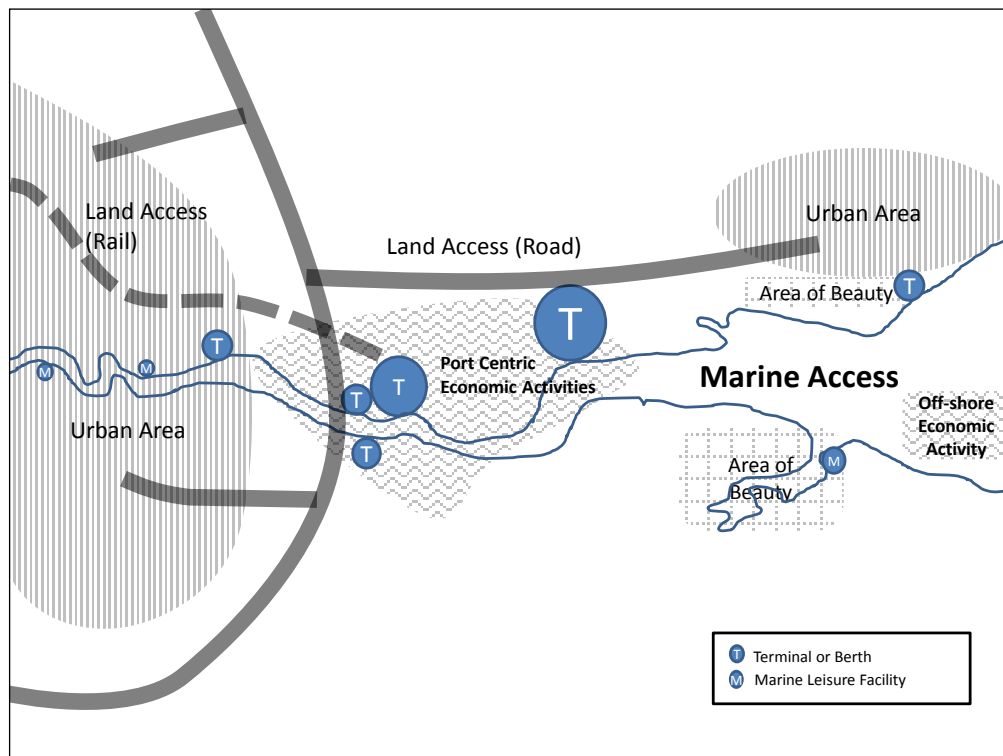 Urban Area
Land Access
(Rail)
Land Access (Road)
Area of Beauty
T
T
T
M
M
T
T
T
Port Centric
Economic Activities
Marine Access
Off-shore
Economic
Activity
Urban Area
Area of
Beauty
M
T Terminal or Berth
M Marine Leisure Facility